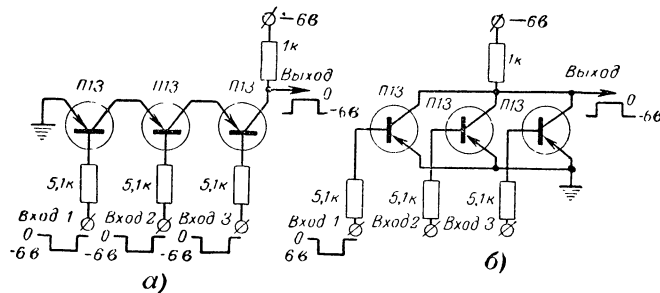 -6в
1к
Выход
П13 П13 П13
0
-6в
5,1к 5,1к 5,1к
Вход 1 Вход 2 Вход 3
0 0 0
-6в -6в -6в
а)
-6в
1к
Выход
П13 П13 П13
0
-6в
5,1к 5,1к 5,1к
Вход 1 Вход 2 Вход 3
0
6в
б)